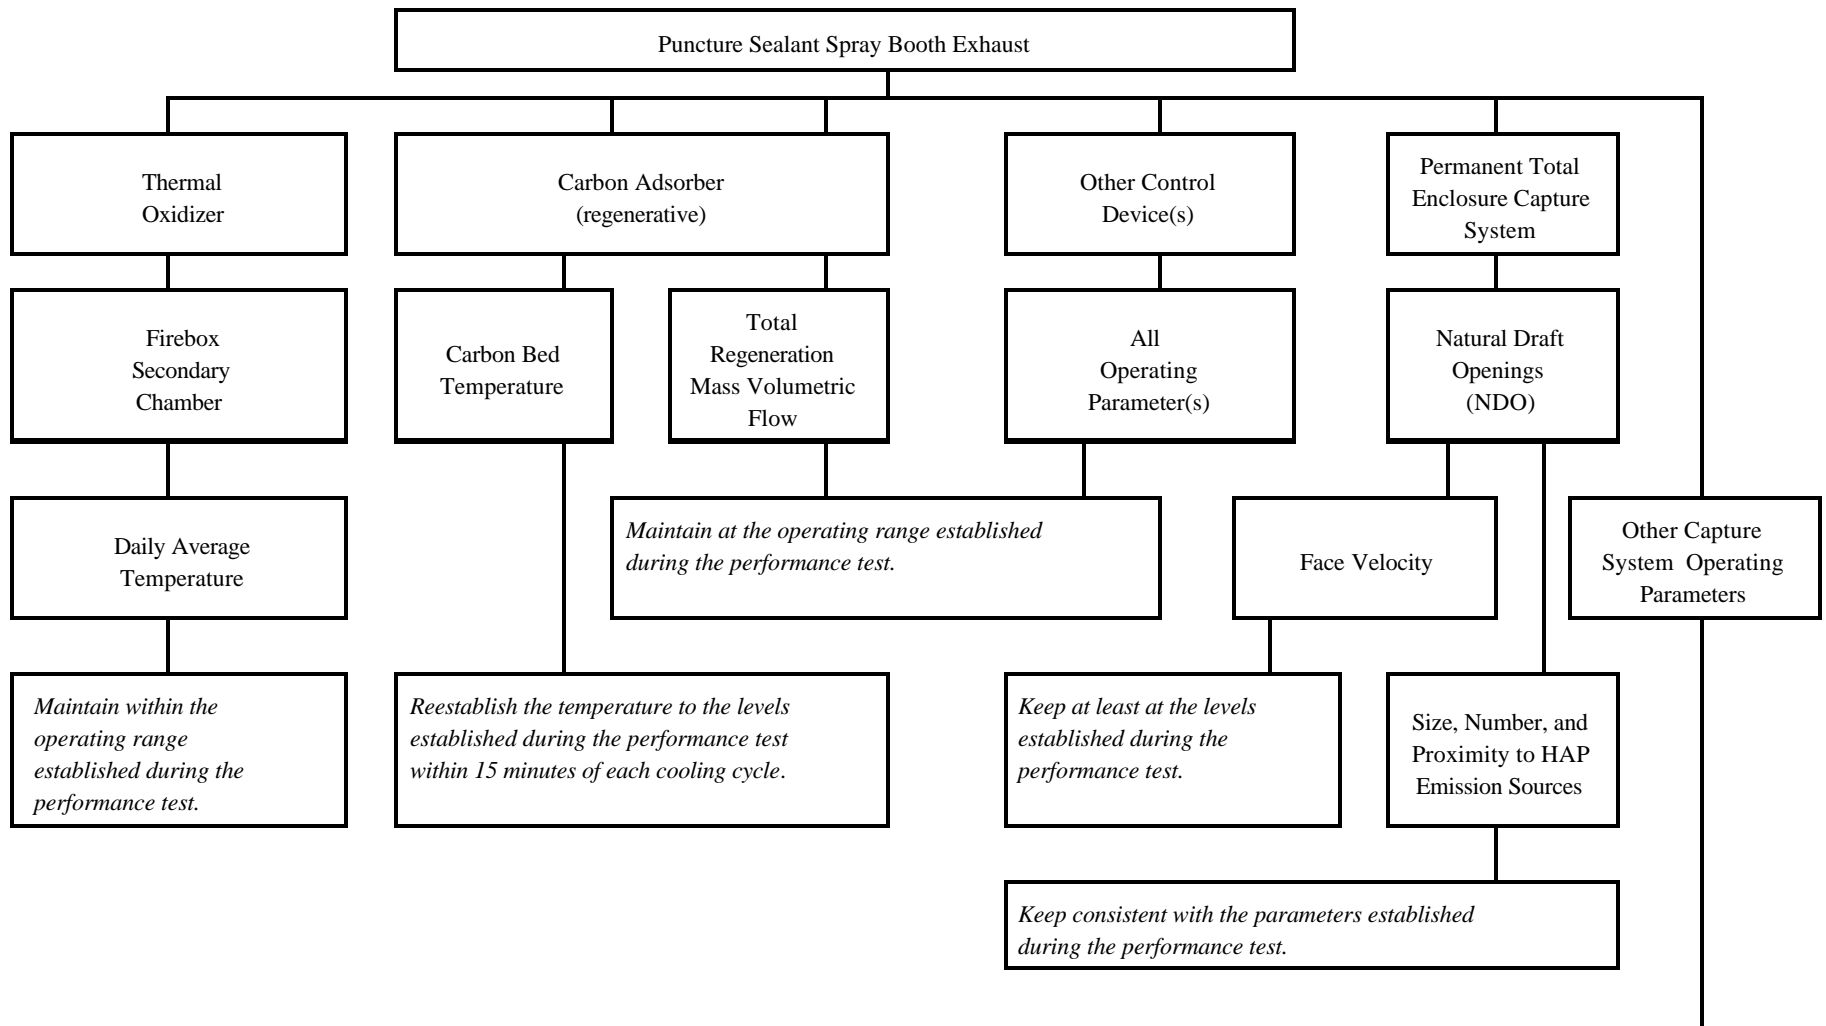 Puncture Sealant Spray Booth Exhaust
Thermal
Oxidizer
Carbon Adsorber
(regenerative)
Other Control
Device(s)
Permanent Total
Enclosure Capture
System
Firebox
Secondary
Chamber
Carbon Bed
Temperature
Total
Regeneration
Mass Volumetric
Flow
All
Operating
Parameter(s)
Natural Draft
Openings
(NDO)
Daily Average
Temperature
Maintain at the operating range established
during the performance test.
Face Velocity
Other Capture
System Operating
Parameters
Maintain within the
operating range
established during the
performance test.
Reestablish the temperature to the levels
established during the performance test
within 15 minutes of each cooling cycle.
Keep at least at the levels
established during the
performance test.
Size, Number, and
Proximity to HAP
Emission Sources
Keep consistent with the parameters established
during the performance test.